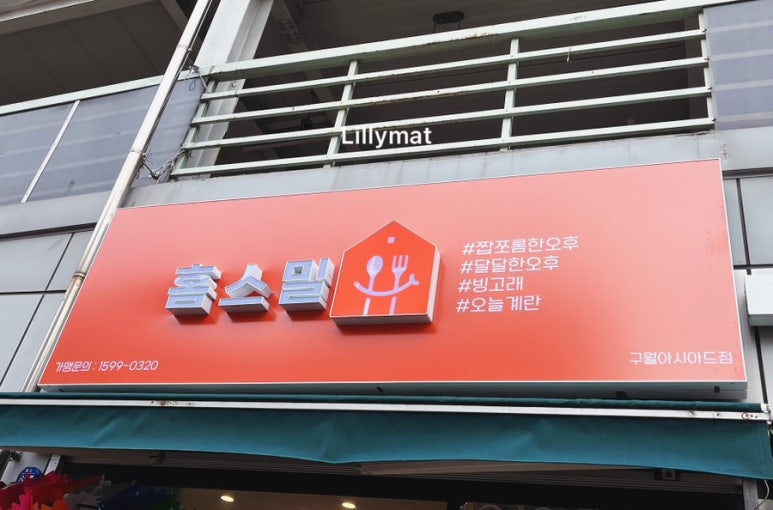 Lillymat
홈스밀
#짭쪼롬한오후
#달달한오후
#빙고래
#오늘계란
가맹문의 : 1599-0320
구월아시아드점